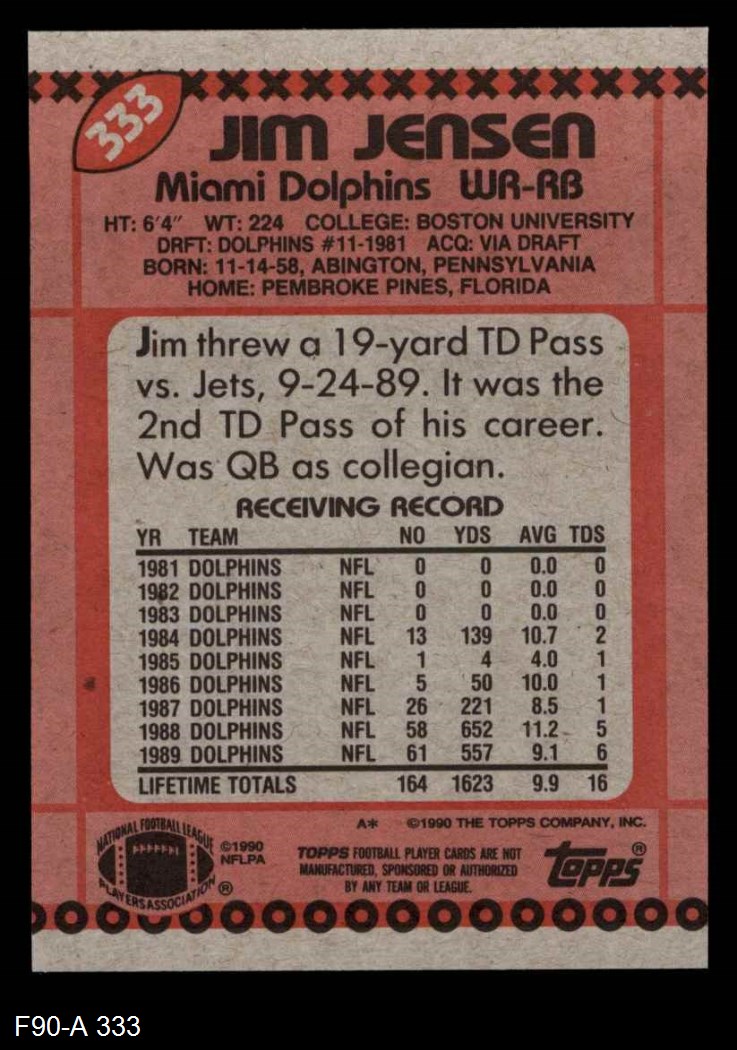 333
JIM JENSEN
Miami Dolphins WR-RB
HT: 6'4" WT: 224 COLLEGE: BOSTON UNIVERSITY
DRFT: DOLPHINS #11-1981 ACQ: VIA DRAFT
BORN: 11-14-58, ABINGTON, PENNSYLVANIA
HOME: PEMBROKE PINES, FLORIDA
Jim threw a 19-yard TD Pass
vs. Jets, 9-24-89. It was the
2nd TD Pass of his career.
Was QB as collegian.
RECEIVING RECORD
YR TEAM NO YDS AVG TDS
1981 DOLPHINS NFL 0 0 0.0 0
1982 DOLPHINS NFL 0 0 0.0 0
1983 DOLPHINS NFL 0 0 0.0 0
1984 DOLPHINS NFL 13 139 10.7 2
1985 DOLPHINS NFL 1 4 4.0 1
1986 DOLPHINS NFL 5 50 10.0 1
1987 DOLPHINS NFL 26 221 8.5 1
1988 DOLPHINS NFL 58 652 11.2 5
1989 DOLPHINS NFL 61 557 9.1 6
LIFETIME TOTALS 164 1623 9.9 16
A* ©1990 THE TOPPS COMPANY, INC.
NATIONAL FOOTBALL LEAGUE
PLAYERS ASSOCIATION ®
©1990
NFLPA
TOPPS FOOTBALL PLAYER CARDS ARE NOT
MANUFACTURED, SPONSORED OR AUTHORIZED
BY ANY TEAM OR LEAGUE.
topps®
F90-A 333